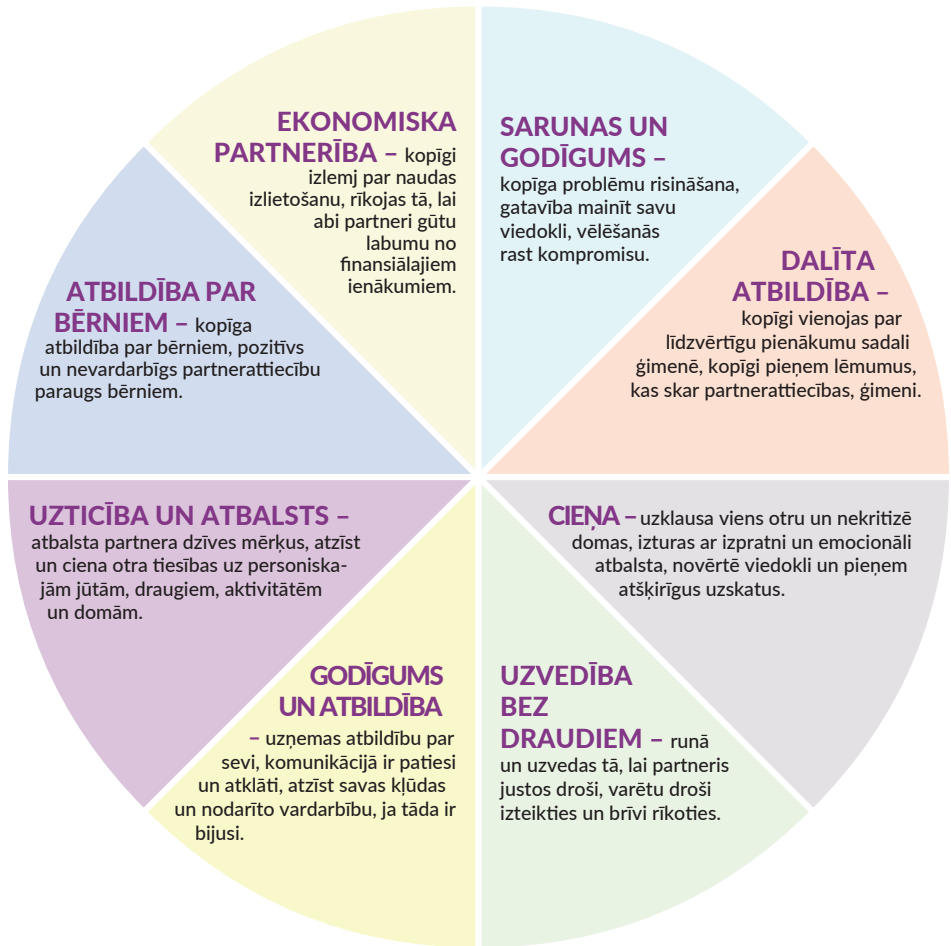 EKONOMISKA
PARTNERĪBA – kopīgi
izlemj par naudas
izlietošanu, rīkojas tā, lai
abi partneri gūtu
labumu no
finansiālajiem
ienākumiem.
SARUNAS UN
GODĪGUMS –
kopīga problēmu risināšana,
gatavība mainīt savu
viedokli, vēlēšanās
rast kompromisu.
DALĪTA
ATBILDĪBA –
kopīgi vienojas par
līdzvērtīgu pienākumu sadali
ģimenē, kopīgi pieņem lēmumus,
kas skar partnerattiecības, ģimeni.
CIEŅA – uzklausa viens otru un nekritizē
domas, izturas ar izpratni un emocionāli
atbalsta, novērtē viedokli un pieņem
atšķirīgus uzskatus.
UZVEDĪBA
BEZ
DRAUDIEM – runā
un uzvedas tā, lai partneris
justos droši, varētu droši
izteikties un brīvi rīkoties.
GODĪGUMS
UN ATBILDĪBA
– uzņemas atbildību par
sevi, komunikācijā ir patiesi
un atklāti, atzīst savas kļūdas
un nodarīto vardarbību, ja tāda ir
bijusi.
UZTICĪBA UN ATBALSTS –
atbalsta partnera dzīves mērķus, atzīst
un ciena otra tiesības uz personiska-
jām jūtām, draugiem, aktivitātēm
un domām.
ATBILDĪBA PAR
BĒRNIEM – kopīga
atbildība par bērniem, pozitīvs
un nevardarbīgs partnerattiecību
paraugs bērniem.